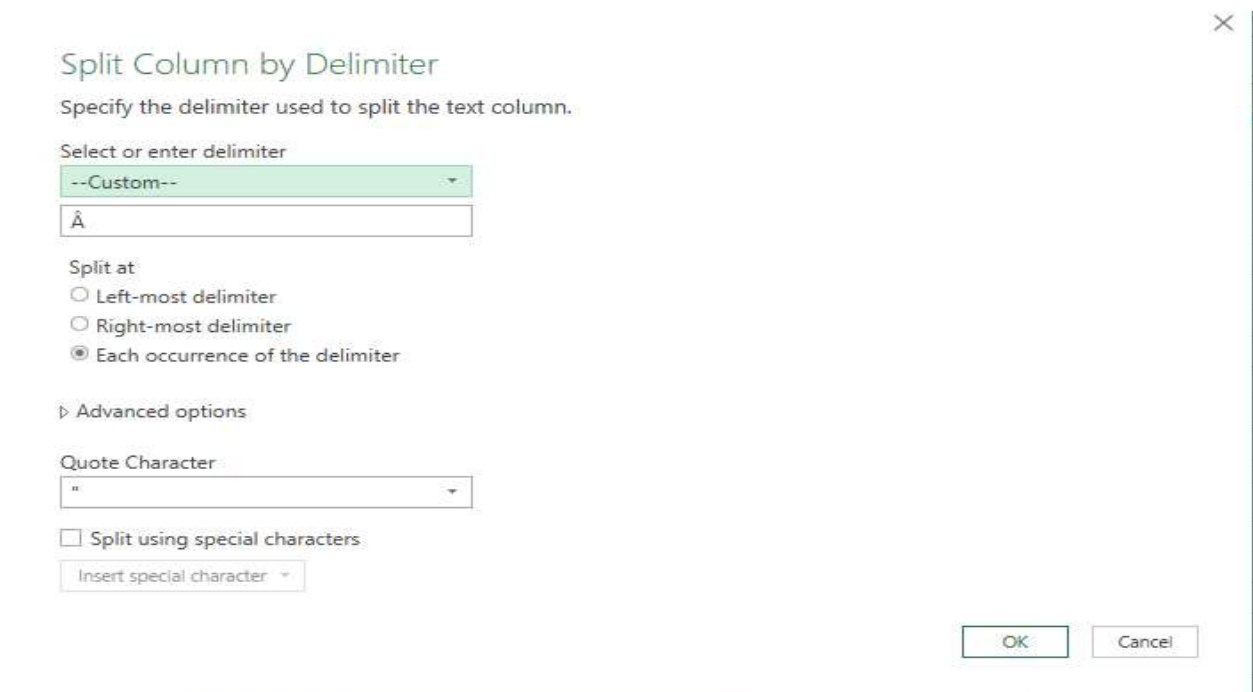 Split Column by Delimiter
Specify the delimiter used to split the text column.
Select or enter delimiter
--Custom--
Â
Split at
Left-most delimiter
Right-most delimiter
Each occurrence of the delimiter
Advanced options
Quote Character
"
Split using special characters
Insert special character
OK
Cancel